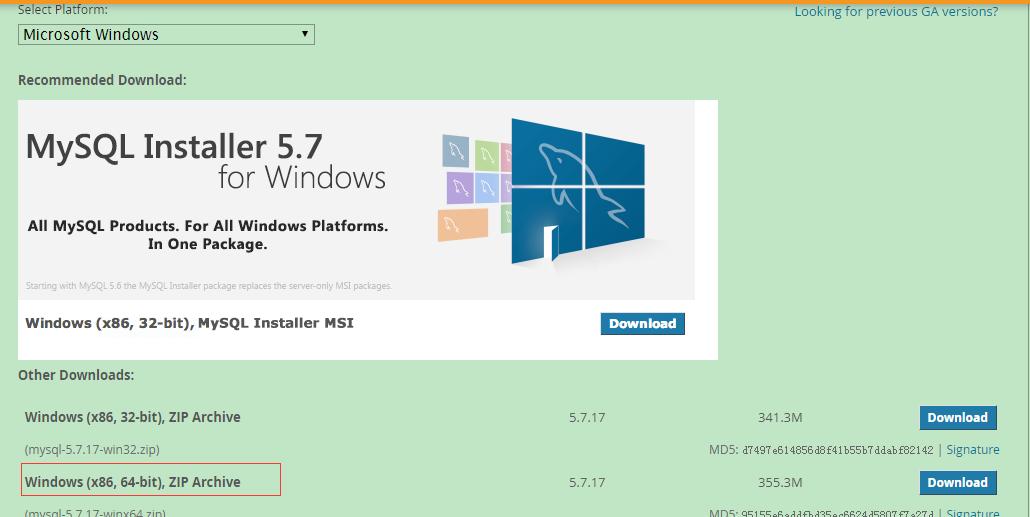 Select Platform:
Looking for previous GA versions?
Microsoft Windows
Recommended Download:
MySQL Installer 5.7
for Windows
All MySQL Products. For All Windows Platforms.
In One Package.
Starting with MySQL 5.6 the MySQL Installer package replaces the server-only MSI packages.
Windows (x86, 32-bit), MySQL Installer MSI Download
Other Downloads:
Windows (x86, 32-bit), ZIP Archive 5.7.17 341.3M Download
(mysql-5.7.17-win32.zip) MD5: d7497e614856d8f41b55b7ddabf82142 | Signature
Windows (x86, 64-bit), ZIP Archive 5.7.17 355.3M Download
(mysql-5.7.17-winx64.zip) MD5: 95155e6addfbd35ec6624d5807f7a27d | Signature